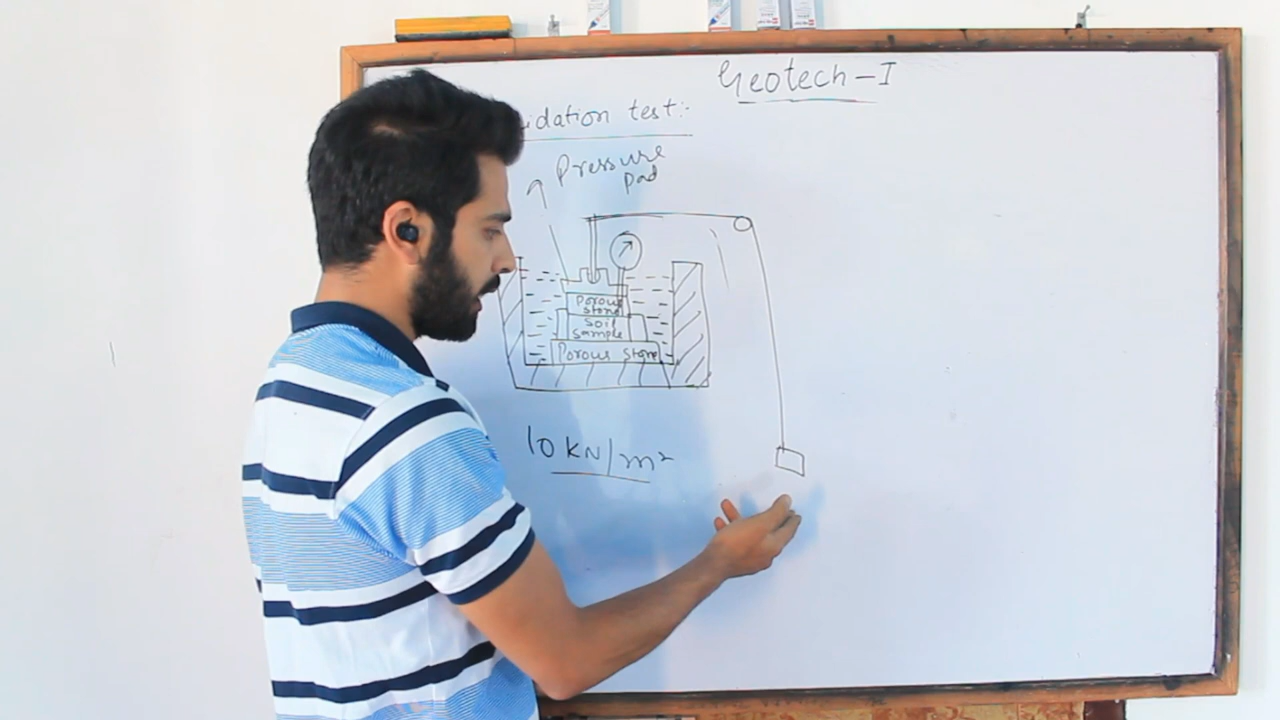 Geotech-I
idation test:-
Pressure
pad
Porous
stone
Soil
sample
Porous stone
10 KN/m²